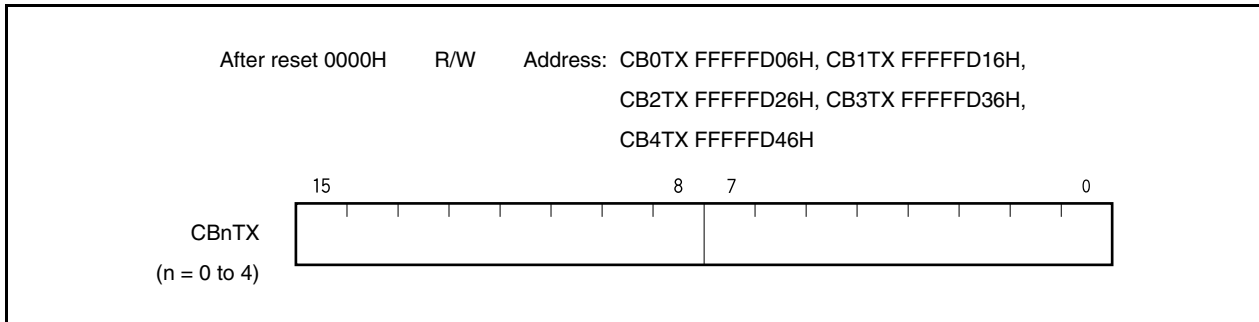 After reset 0000H R/W Address: CB0TX FFFFFD06H, CB1TX FFFFFD16H,
CB2TX FFFFFD26H, CB3TX FFFFFD36H,
CB4TX FFFFFD46H
15 8 7 0
CBnTX
(n = 0 to 4)